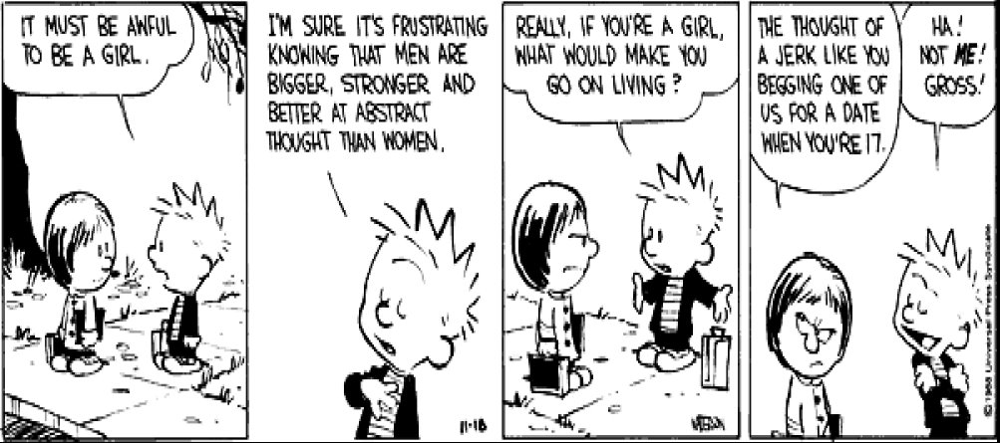 IT MUST BE AWFUL
TO BE A GIRL.
I'M SURE IT'S FRUSTRATING
KNOWING THAT MEN ARE
BIGGER, STRONGER AND
BETTER AT ABSTRACT
THOUGHT THAN WOMEN.
11-18
REALLY, IF YOU'RE A GIRL,
WHAT WOULD MAKE YOU
GO ON LIVING?
THE THOUGHT OF
A JERK LIKE YOU
BEGGING ONE OF
US FOR A DATE
WHEN YOU'RE 17.
HA!
NOT ME!
GROSS!
© 1988 Universal Press Syndicate